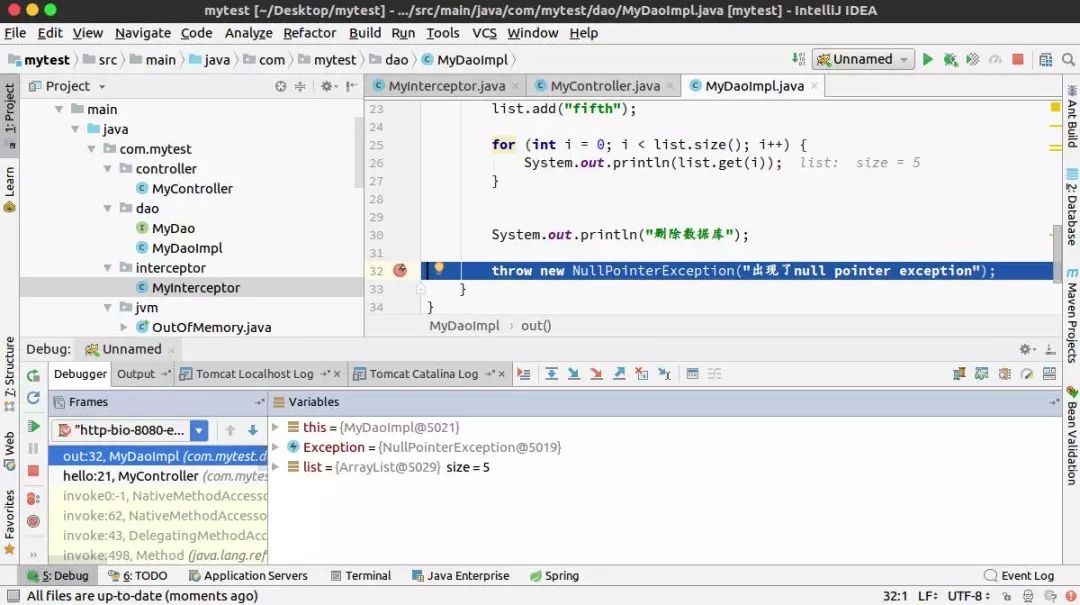 mytest [~/Desktop/mytest] - .../src/main/java/com/mytest/dao/MyDaoImpl.java [mytest] - IntelliJ IDEA
File Edit View Navigate Code Analyze Refactor Build Run Tools VCS Window Help
mytest src main java com mytest dao MyDaoImpl Unnamed
Project MyInterceptor.java MyController.java MyDaoImpl.java
1: Project
Learn
Z: Structure
Web
Favorites
main
java
com.mytest
controller
MyController
dao
MyDao
MyDaoImpl
interceptor
MyInterceptor
jvm
OutOfMemory.java
23 list.add("fifth");
24
25 for (int i = 0; i < list.size(); i++) {
26 System.out.println(list.get(i)); list: size = 5
27 }
28
29
30 System.out.println("删除数据库");
31
32 throw new NullPointerException("出现了null pointer exception");
33 }
34 }
MyDaoImpl › out()
Ant Build
2: Database
Maven Projects
Bean Validation
Debug: Unnamed
Debugger Output Tomcat Localhost Log Tomcat Catalina Log
Frames Variables
"http-bio-8080-e...
out:32, MyDaoImpl (com.mytest.d
hello:21, MyController (com.mytes
invoke0:-1, NativeMethodAccesso
invoke:62, NativeMethodAccesso
invoke:43, DelegatingMethodAcc
invoke:498, Method (java.lang.ref
this = {MyDaoImpl@5021}
Exception = {NullPointerException@5019}
list = {ArrayList@5029} size = 5
5: Debug 6: TODO Application Servers Terminal Java Enterprise Spring Event Log
All files are up-to-date (moments ago) 32:1 LF: UTF-8: